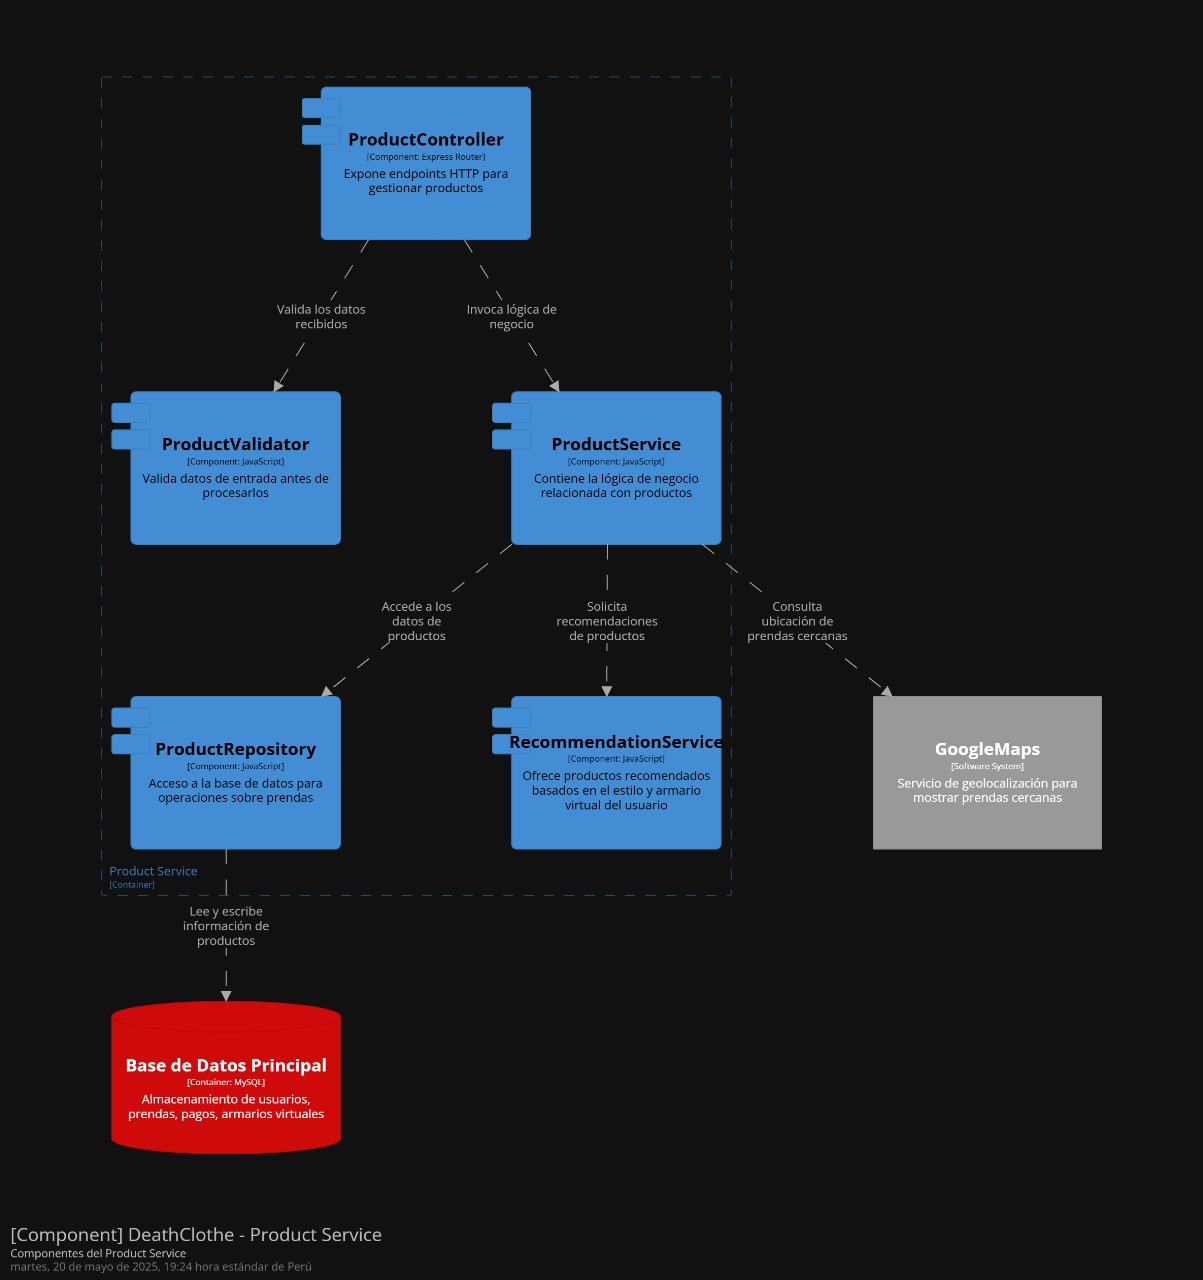 ProductController
[Component: Express Router]
Expone endpoints HTTP para
gestionar productos
Valida los datos
recibidos
Invoca lógica de
negocio
ProductValidator
[Component: JavaScript]
Valida datos de entrada antes de
procesarlos
ProductService
[Component: JavaScript]
Contiene la lógica de negocio
relacionada con productos
Accede a los
datos de
productos
Solicita
recomendaciones
de productos
Consulta
ubicación de
prendas cercanas
ProductRepository
[Component: JavaScript]
Acceso a la base de datos para
operaciones sobre prendas
RecommendationService
[Component: JavaScript]
Ofrece productos recomendados
basados en el estilo y armario
virtual del usuario
GoogleMaps
[Software System]
Servicio de geolocalización para
mostrar prendas cercanas
Product Service
[Container]
Lee y escribe
información de
productos
Base de Datos Principal
[Container: MySQL]
Almacenamiento de usuarios,
prendas, pagos, armarios virtuales
[Component] DeathClothe - Product Service
Componentes del Product Service
martes, 20 de mayo de 2025, 19:24 hora estándar de Perú